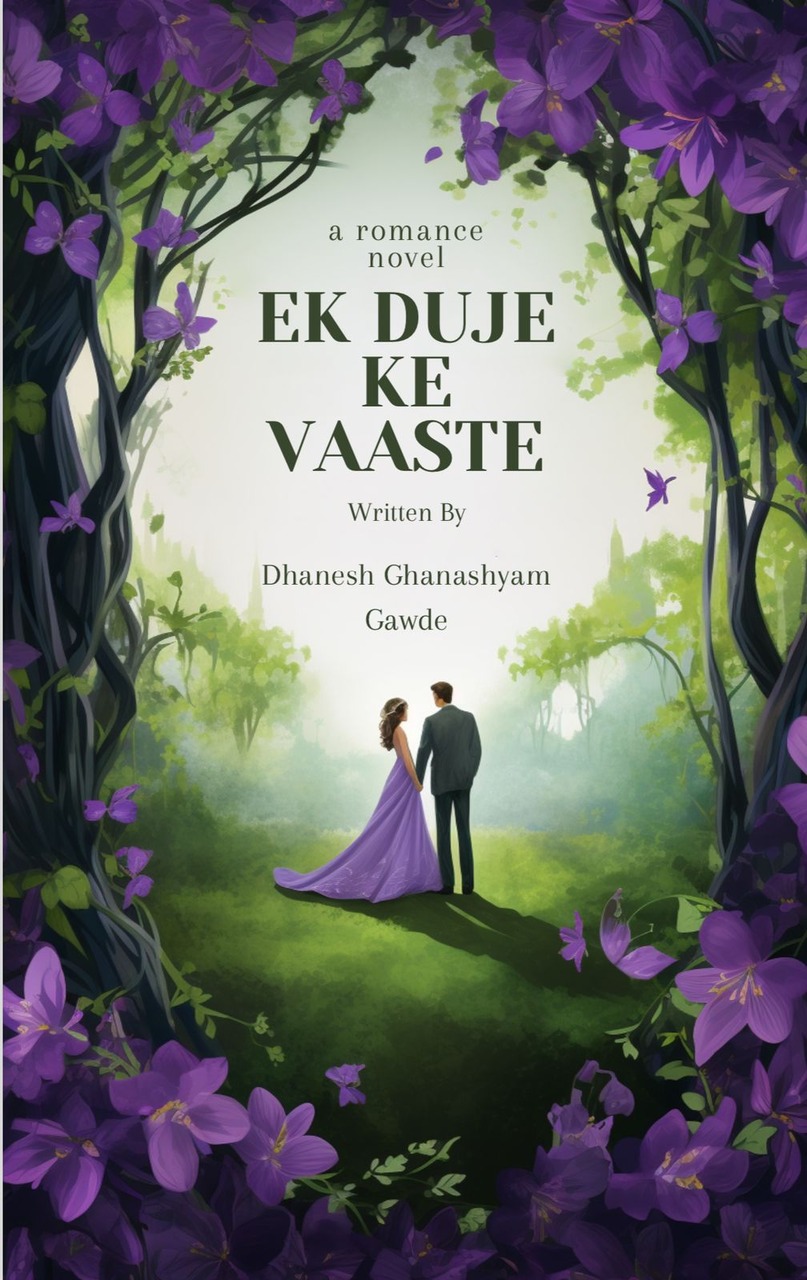 a romance
novel
EK DUJE
KE
VAASTE
Written By
Dhanesh Ghanashyam
Gawde